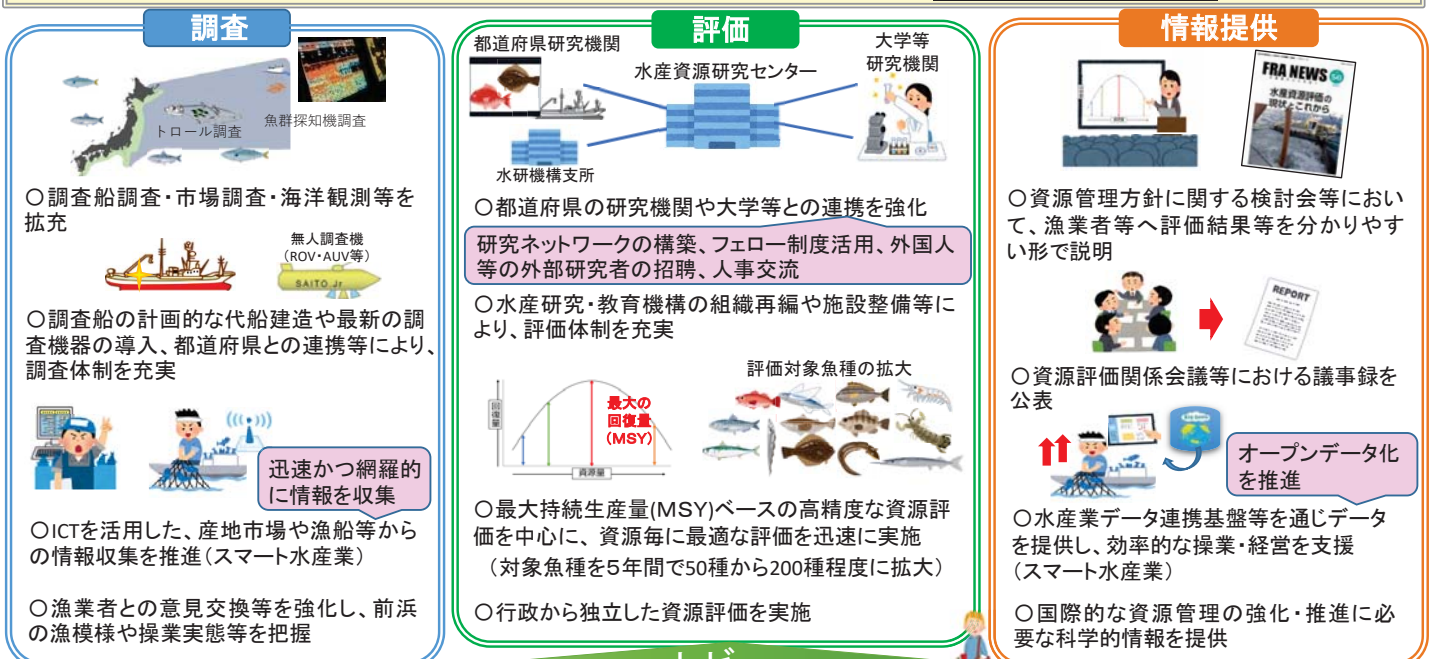 調査
トロール調査
魚群探知機調査
○調査船調査・市場調査・海洋観測等を
拡充
無人調査機
(ROV・AUV等)
SAITO Jr
○調査船の計画的な代船建造や最新の調
査機器の導入、都道府県との連携等により、
調査体制を充実
迅速かつ網羅的
に情報を収集
○ICTを活用した、産地市場や漁船等から
の情報収集を推進(スマート水産業)
○漁業者との意見交換等を強化し、前浜
の漁模様や操業実態等を把握
評価
都道府県研究機関
水産資源研究センター
大学等
研究機関
水研機構支所
○都道府県の研究機関や大学等との連携を強化
研究ネットワークの構築、フェロー制度活用、外国人
等の外部研究者の招聘、人事交流
○水産研究・教育機構の組織再編や施設整備等に
より、評価体制を充実
回復量
最大の
回復量
(MSY)
資源量
評価対象魚種の拡大
○最大持続生産量(MSY)ベースの高精度な資源評
価を中心に、資源毎に最適な評価を迅速に実施
(対象魚種を5年間で50種から200種程度に拡大)
○行政から独立した資源評価を実施
情報提供
FRA NEWS 50
水産資源評価の
現状とこれから
○資源管理方針に関する検討会等におい
て、漁業者等へ評価結果等を分かりやす
い形で説明
REPORT
○資源評価関係会議等における議事録を
公表
オープンデータ化
を推進
○水産業データ連携基盤等を通じデータ
を提供し、効率的な操業・経営を支援
(スマート水産業)
○国際的な資源管理の強化・推進に必
要な科学的情報を提供